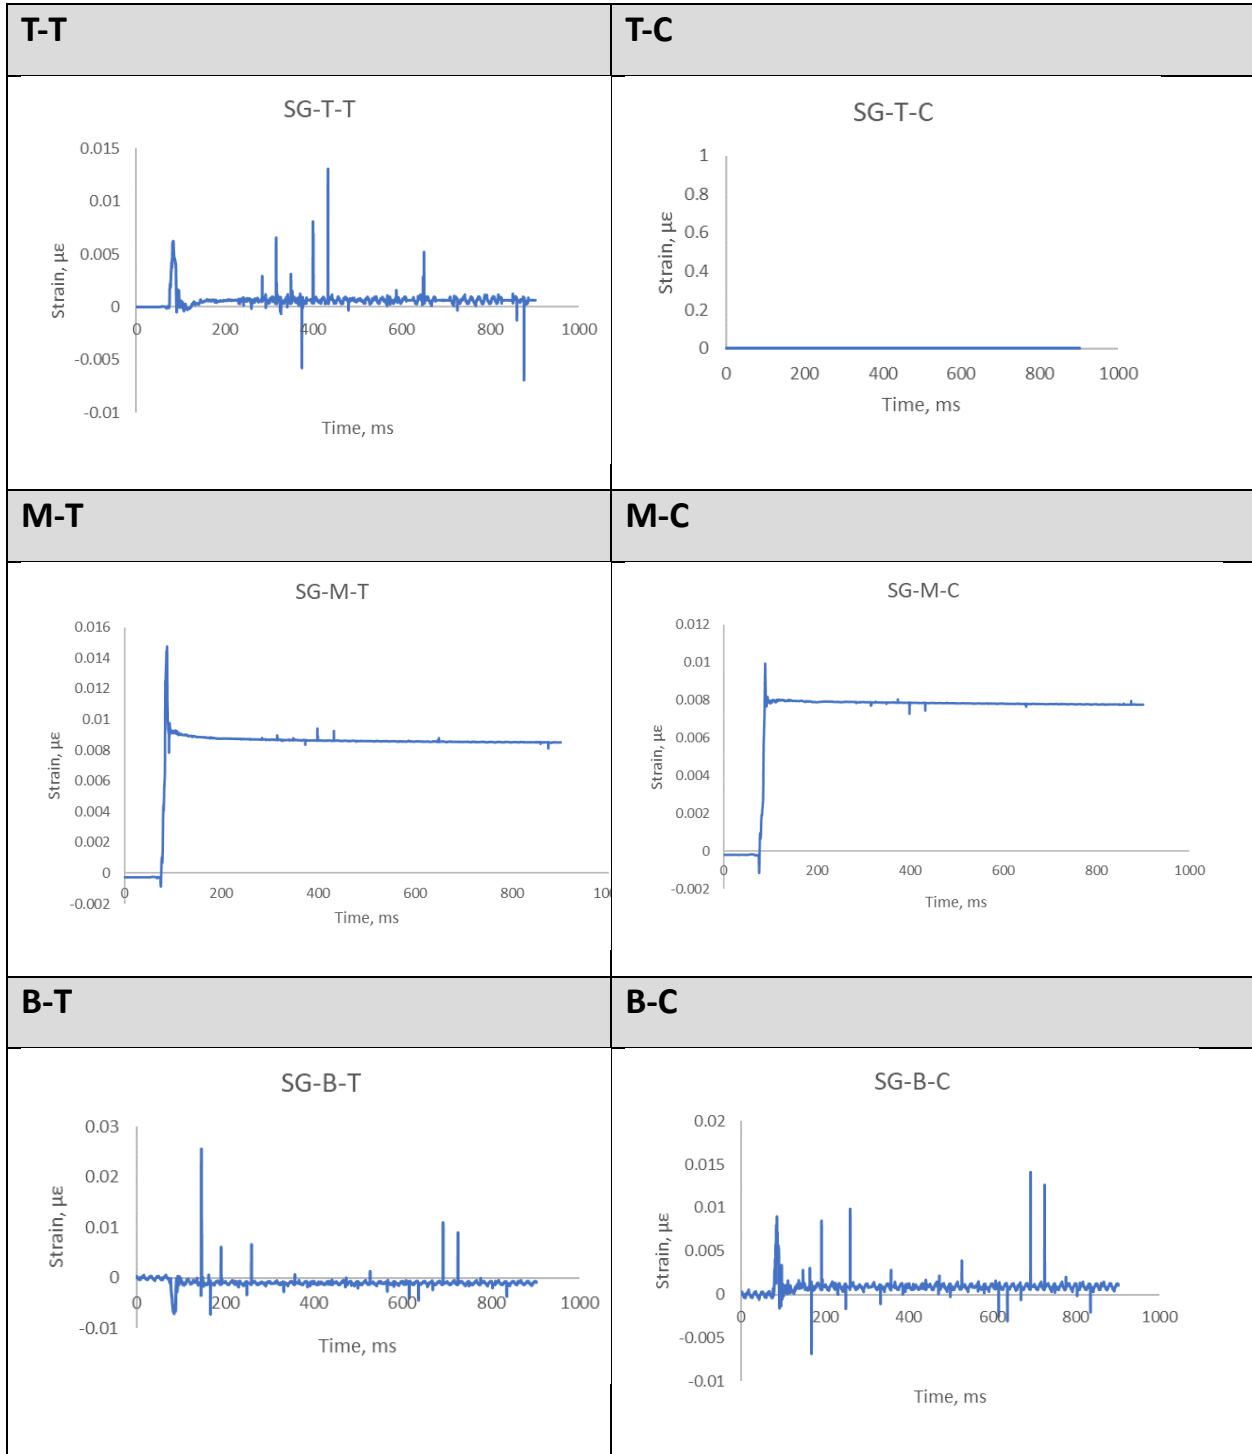 T-T
T-C
SG-T-T
0.015
0.01
0.005
0
-0.005
-0.01
Strain, µε
0 200 400 600 800 1000
Time, ms
SG-T-C
1
0.8
0.6
0.4
0.2
0
Strain, µε
0 200 400 600 800 1000
Time, ms
M-T
M-C
SG-M-T
0.016
0.014
0.012
0.01
0.008
0.006
0.004
0.002
0
-0.002
Strain, µε
0 200 400 600 800
Time, ms
SG-M-C
0.012
0.01
0.008
0.006
0.004
0.002
0
-0.002
Strain, µε
0 200 400 600 800 1000
Time, ms
B-T
B-C
SG-B-T
0.03
0.02
0.01
0
-0.01
Strain, µε
0 200 400 600 800 1000
Time, ms
SG-B-C
0.02
0.015
0.01
0.005
0
-0.005
-0.01
Strain, µε
0 200 400 600 800 1000
Time, ms